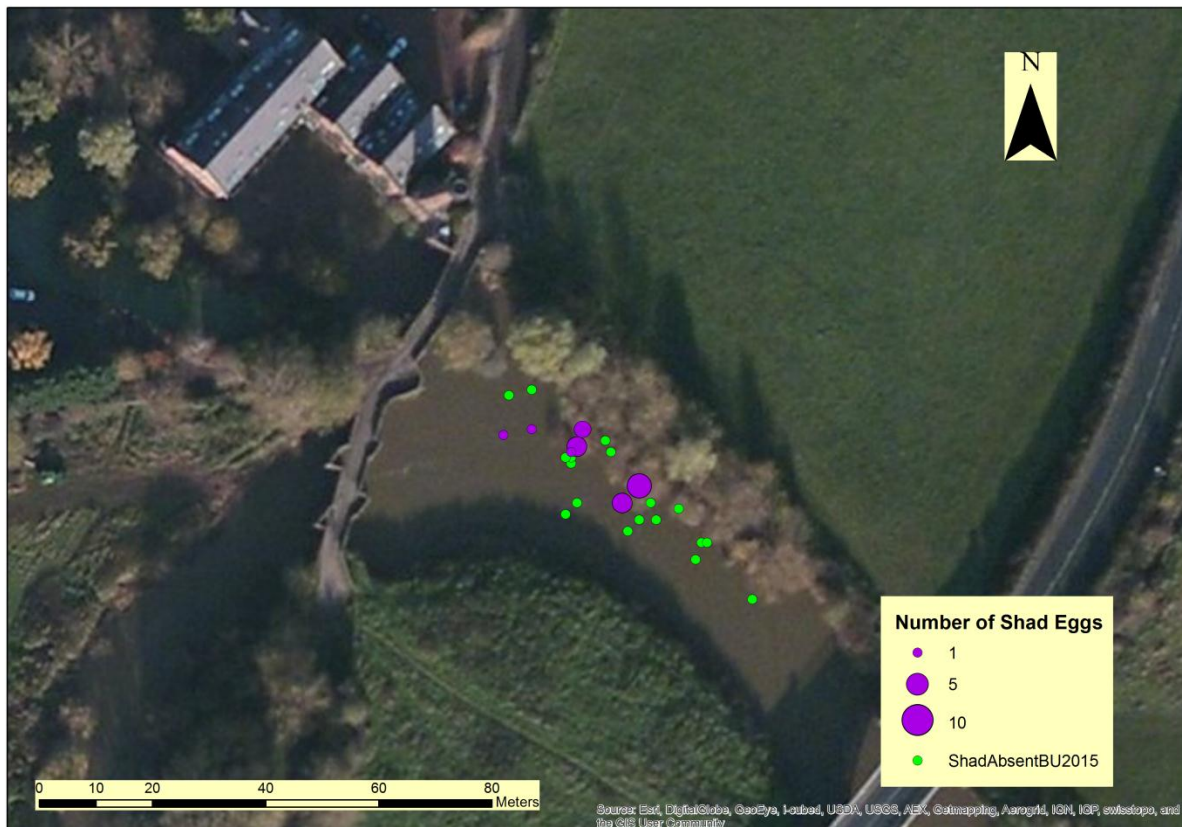 N
Number of Shad Eggs
1
5
10
ShadAbsentBU2015
0 10 20 40 60 80
Meters
Source: Esri, DigitalGlobe, GeoEye, i-cubed, USDA, USGS, AEX, Getmapping, Aerogrid, IGN, IGP, swisstopo, and
the GIS User Community